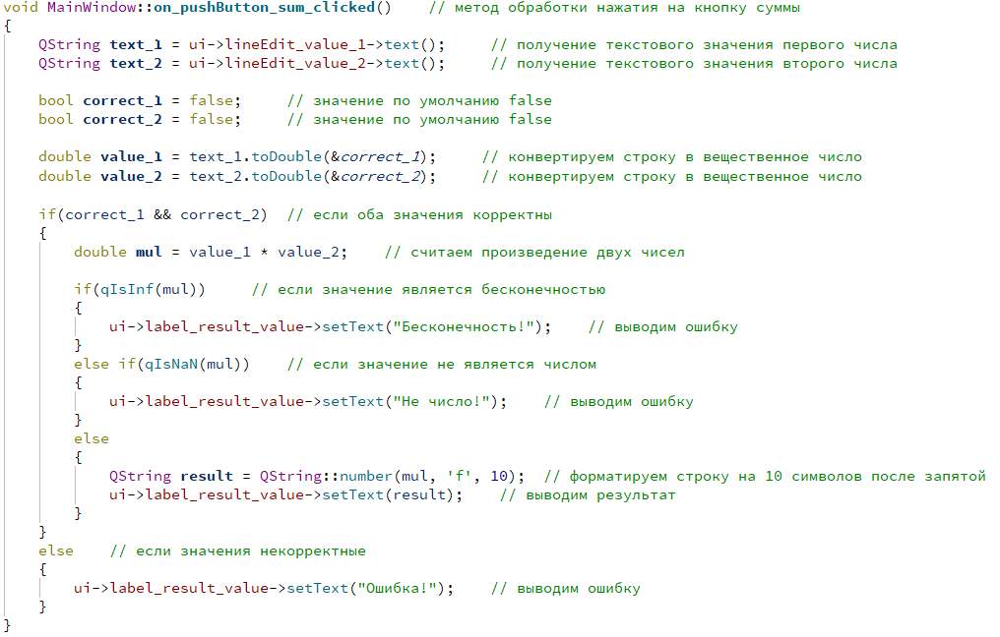 void MainWindow::on_pushButton_sum_clicked()    // метод обработки нажатия на кнопку суммы
{
    QString text_1 = ui->lineEdit_value_1->text();     // получение текстового значения первого числа
    QString text_2 = ui->lineEdit_value_2->text();     // получение текстового значения второго числа

    bool correct_1 = false;     // значение по умолчанию false
    bool correct_2 = false;     // значение по умолчанию false

    double value_1 = text_1.toDouble(&correct_1);     // конвертируем строку в вещественное число
    double value_2 = text_2.toDouble(&correct_2);     // конвертируем строку в вещественное число

    if(correct_1 && correct_2)  // если оба значения корректны
    {
        double mul = value_1 * value_2;    // считаем произведение двух чисел

        if(qIsInf(mul))     // если значение является бесконечностью
        {
            ui->label_result_value->setText("Бесконечность!");    // выводим ошибку
        }
        else if(qIsNaN(mul))    // если значение не является числом
        {
            ui->label_result_value->setText("Не число!");    // выводим ошибку
        }
        else
        {
            QString result = QString::number(mul, 'f', 10);  // форматируем строку на 10 символов после запятой
            ui->label_result_value->setText(result);    // выводим результат
        }
    }
    else    // если значения некорректные
    {
        ui->label_result_value->setText("Ошибка!");    // выводим ошибку
    }
}